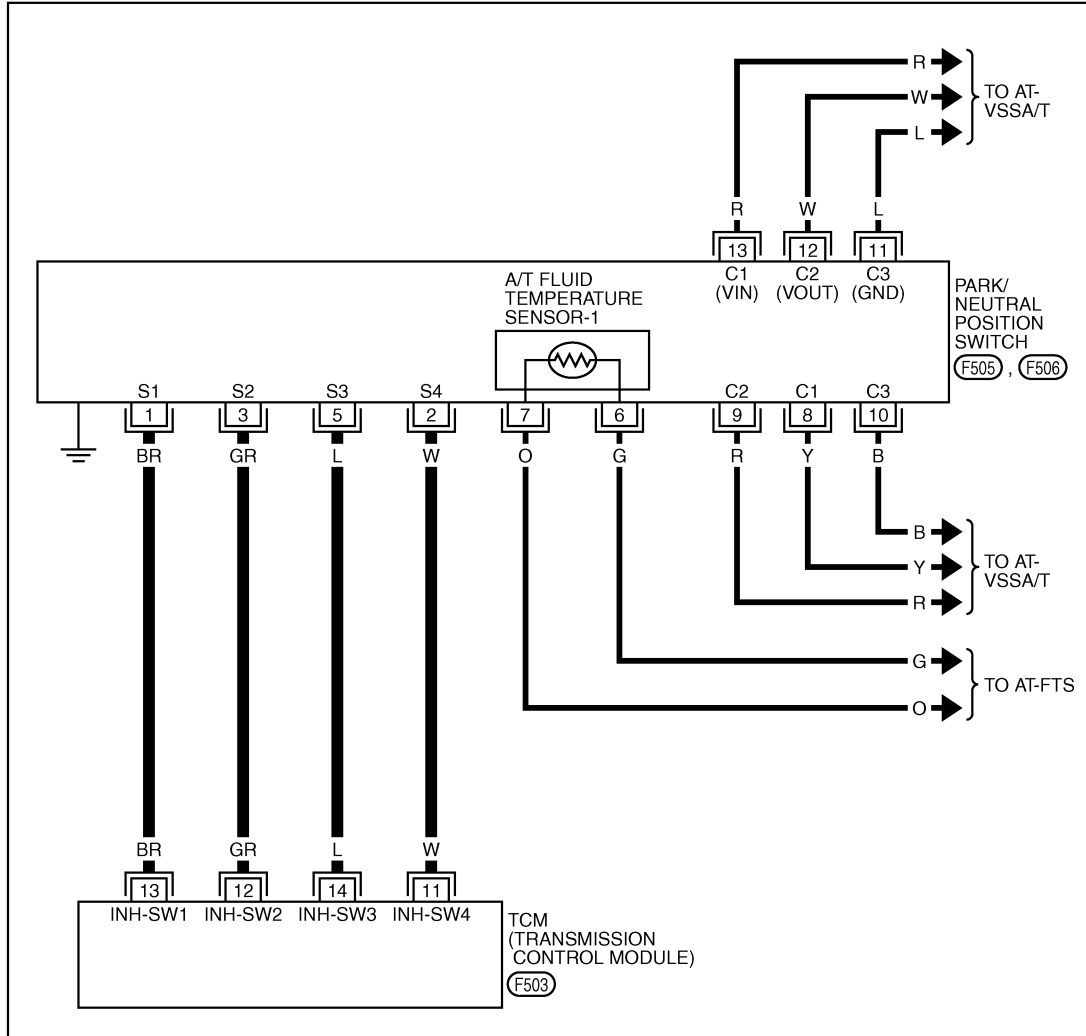 R
W
TO AT-
VSSA/T
L
R W L
13 12 11
C1 C2 C3
(VIN) (VOUT) (GND)
A/T FLUID
TEMPERATURE
SENSOR-1
PARK/
NEUTRAL
POSITION
SWITCH
F505 , F506
S1 S2 S3 S4 C2 C1 C3
1 3 5 2 7 6 9 8 10
BR GR L W O G R Y B
B
Y
R
TO AT-
VSSA/T
G
O
TO AT-FTS
BR GR L W
13 12 14 11
INH-SW1 INH-SW2 INH-SW3 INH-SW4
TCM
(TRANSMISSION
CONTROL MODULE)
F503